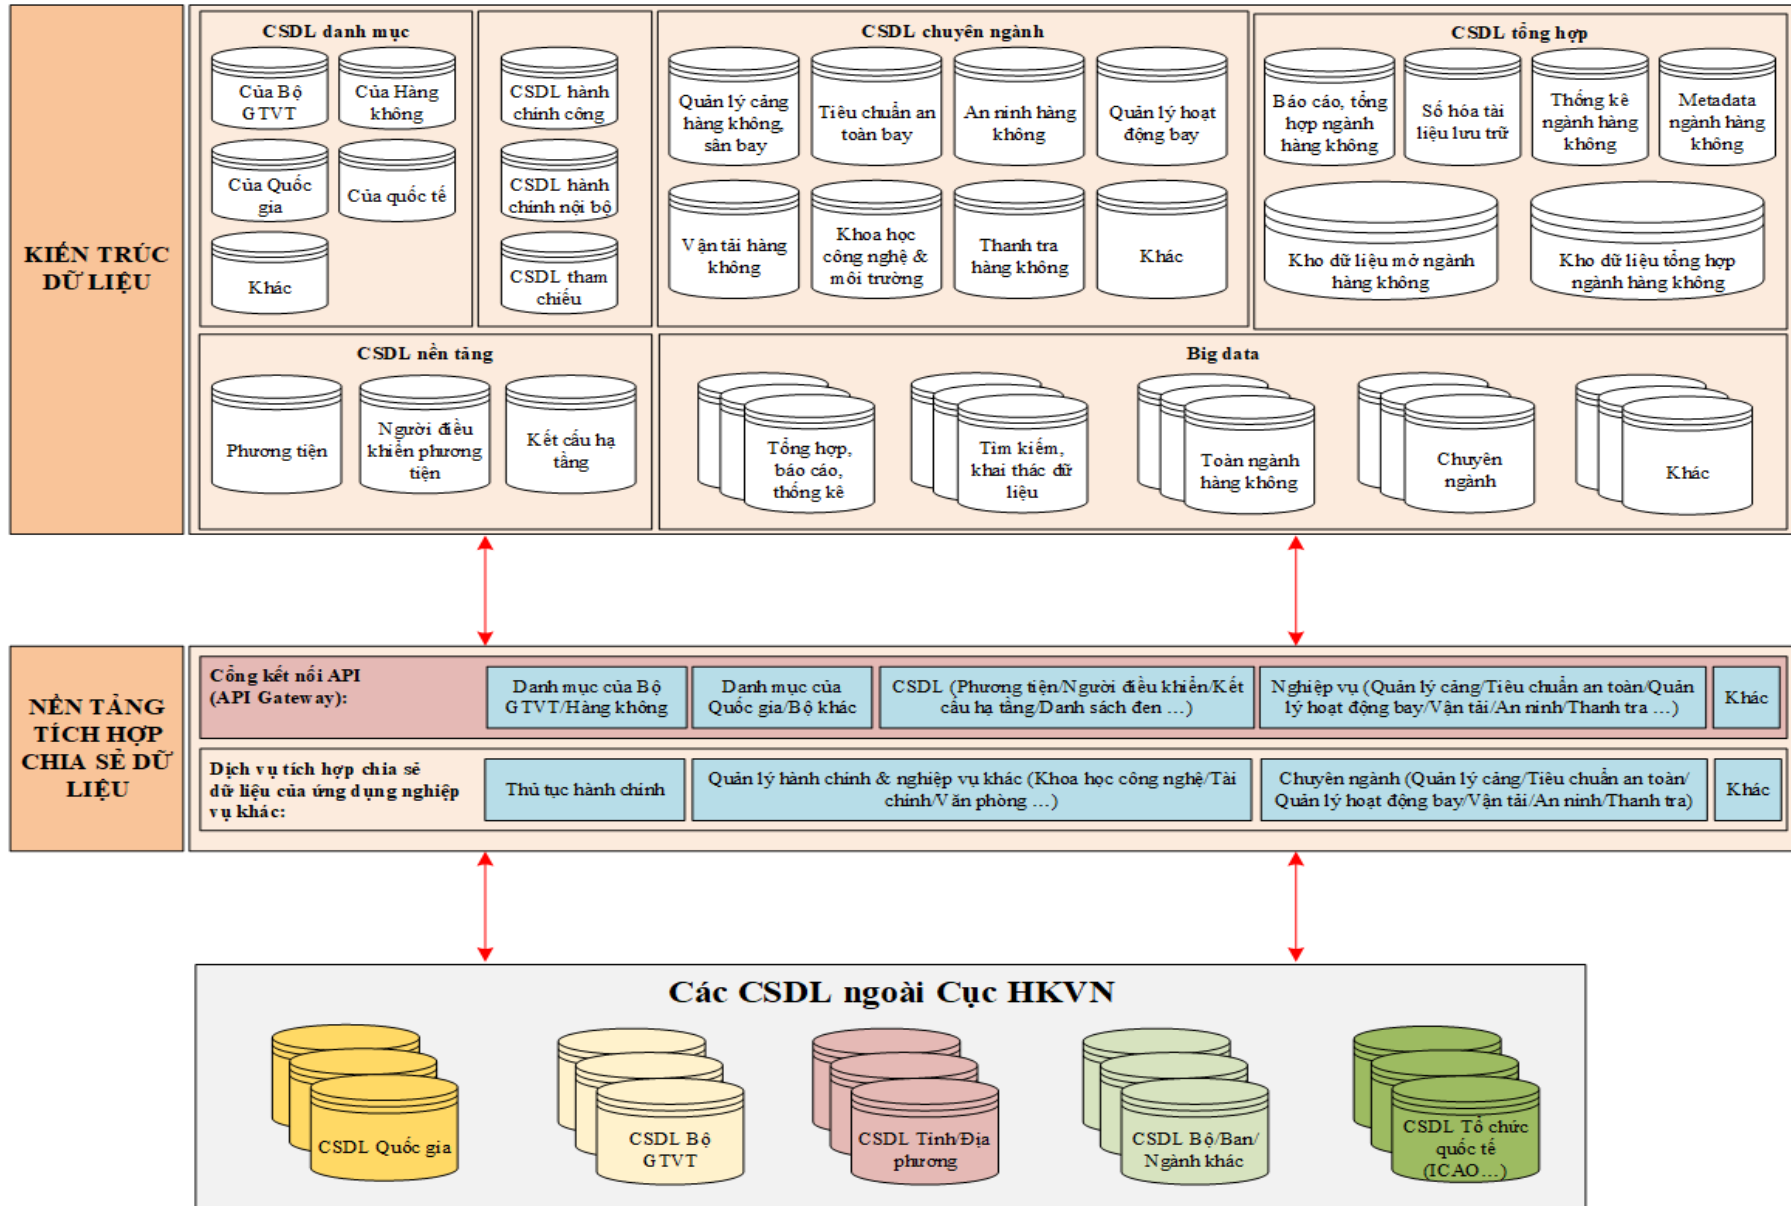 KIẾN TRÚC
DỮ LIỆU
CSDL danh mục
Của Bộ
GTVT
Của Hàng
không
Của Quốc
gia
Của quốc tế
Khác
CSDL hành
chính công
CSDL hành
chính nội bộ
CSDL tham
chiếu
CSDL chuyên ngành
Quản lý cảng
hàng không,
sân bay
Tiêu chuẩn an
toàn bay
An ninh hàng
không
Quản lý hoạt
động bay
Vận tải hàng
không
Khoa học
công nghệ &
môi trường
Thanh tra
hàng không
Khác
CSDL tổng hợp
Báo cáo, tổng
hợp ngành
hàng không
Số hóa tài
liệu lưu trữ
Thống kê
ngành hàng
không
Metadata
ngành hàng
không
Kho dữ liệu mở ngành
hàng không
Kho dữ liệu tổng hợp
ngành hàng không
CSDL nền tảng
Phương tiện
Người điều
khiển phương
tiện
Kết cấu hạ
tầng
Big data
Tổng hợp,
báo cáo,
thống kê
Tìm kiếm,
khai thác dữ
liệu
Toàn ngành
hàng không
Chuyên
ngành
Khác
NỀN TẢNG
TÍCH HỢP
CHIA SẺ DỮ
LIỆU
Cổng kết nối API
(API Gateway):
Danh mục của Bộ
GTVT/Hàng không
Danh mục của
Quốc gia/Bộ khác
CSDL (Phương tiện/Người điều khiển/Kết
cấu hạ tầng/Danh sách đen ...)
Nghiệp vụ (Quản lý cảng/Tiêu chuẩn an toàn/Quản
lý hoạt động bay/Vận tải/An ninh/Thanh tra ...)
Khác
Dịch vụ tích hợp chia sẻ
dữ liệu của ứng dụng nghiệp
vụ khác:
Thủ tục hành chính
Quản lý hành chính & nghiệp vụ khác (Khoa học công nghệ/Tài
chính/Văn phòng ...)
Chuyên ngành (Quản lý cảng/Tiêu chuẩn an toàn/
Quản lý hoạt động bay/Vận tải/An ninh/Thanh tra)
Khác
Các CSDL ngoài Cục HKVN
CSDL Quốc gia
CSDL Bộ
GTVT
CSDL Tỉnh/Địa
phương
CSDL Bộ/Ban/
Ngành khác
CSDL Tổ chức
quốc tế
(ICAO...)